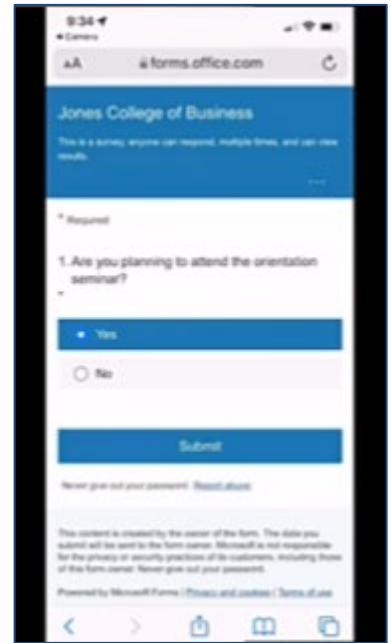 9:34
Camera
AA forms.office.com
Jones College of Business
This is a survey, anyone can respond, multiple times, and can view
results.
...
* Required
1. Are you planning to attend the orientation
seminar?
*
Yes
No
Submit
Never give out your password. Report abuse
This content is created by the owner of the form. The data you
submit will be sent to the form owner. Microsoft is not responsible
for the privacy or security practices of its customers, including those
of this form owner. Never give out your password.
Powered by Microsoft Forms | Privacy and cookies | Terms of use